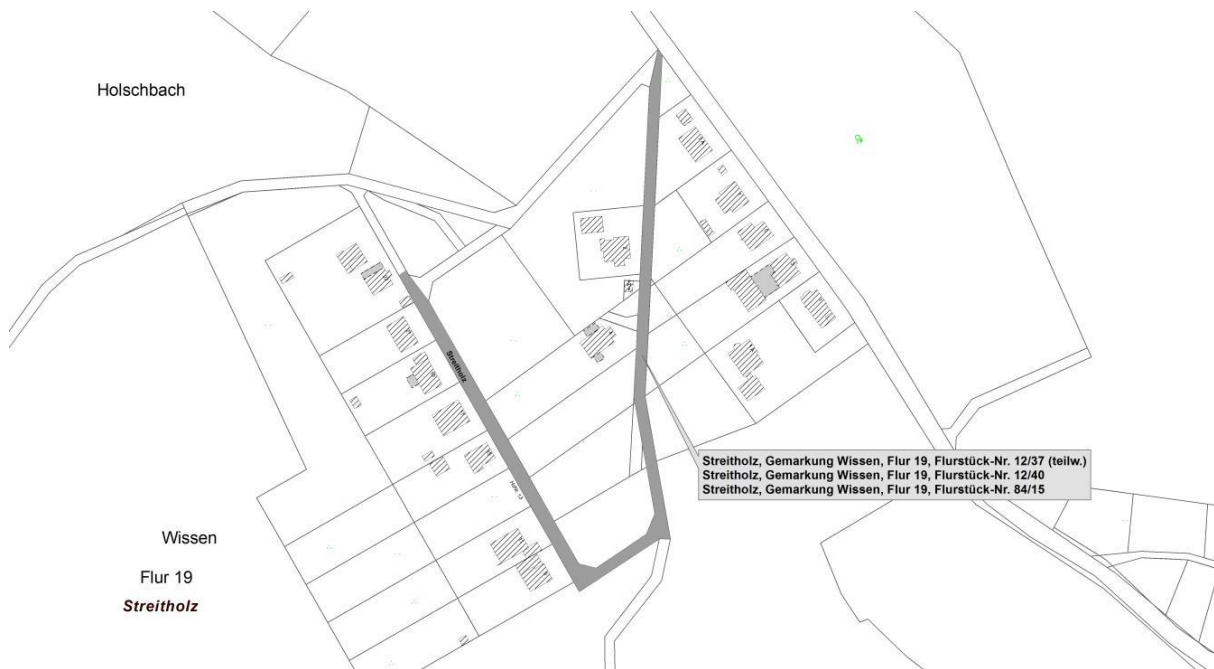 Holschbach
Streitholz
Streitholz, Gemarkung Wissen, Flur 19, Flurstück-Nr. 12/37 (teilw.)
Streitholz, Gemarkung Wissen, Flur 19, Flurstück-Nr. 12/40
Streitholz, Gemarkung Wissen, Flur 19, Flurstück-Nr. 84/15
Wissen
Flur 19
Streitholz